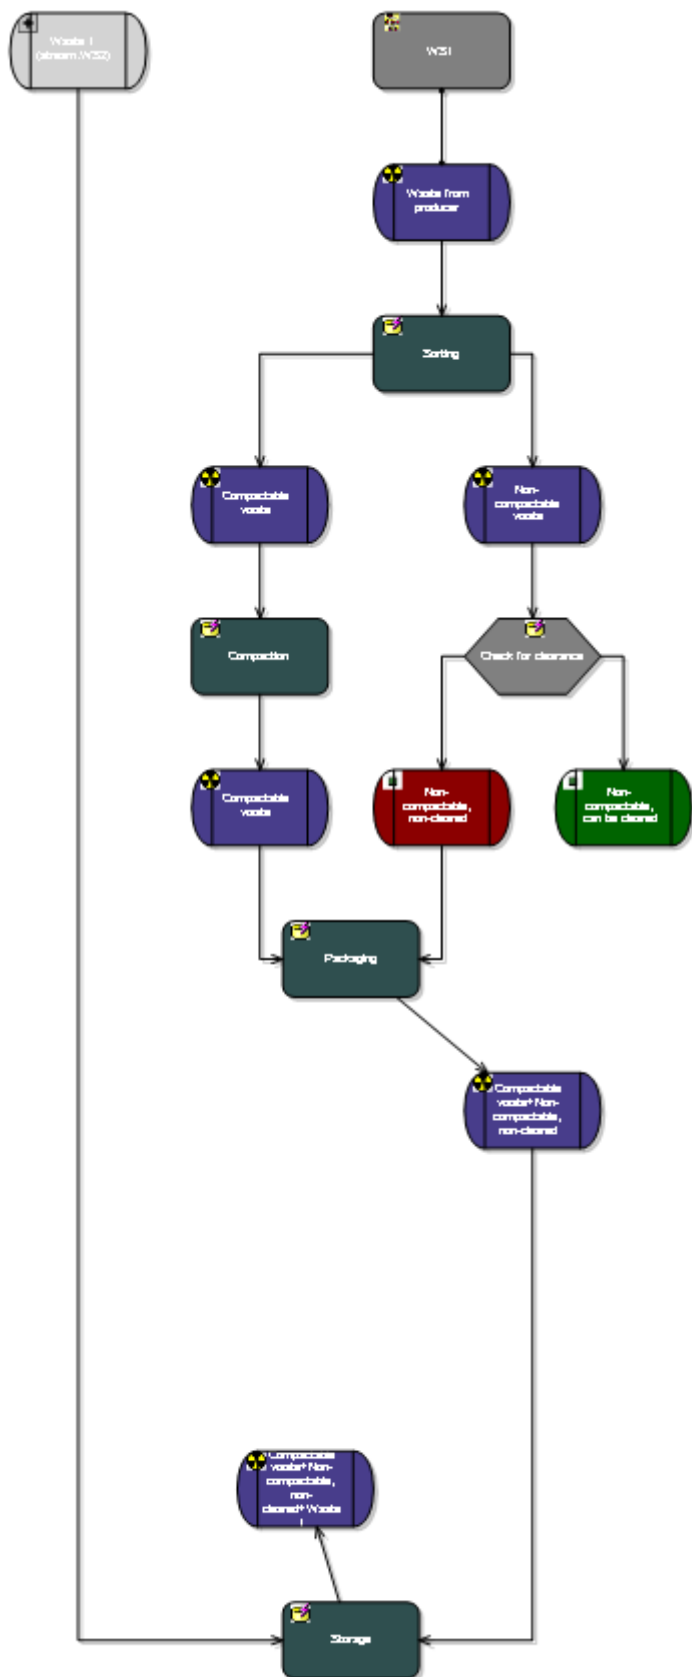 Waste 1
(stream:WS2)
WS1
Waste from
producer
Sorting
Compactable
waste
Non-
compactable
waste
Compaction
Check for clearance
Compactable
waste
Non-
compactable,
non-cleared
Non-
compactable,
can be cleared
Packaging
Compactable
waste+ Non-
compactable,
non-cleared
Compactable
waste+ Non-
compactable,
non-
cleared+ Waste
1
Storage